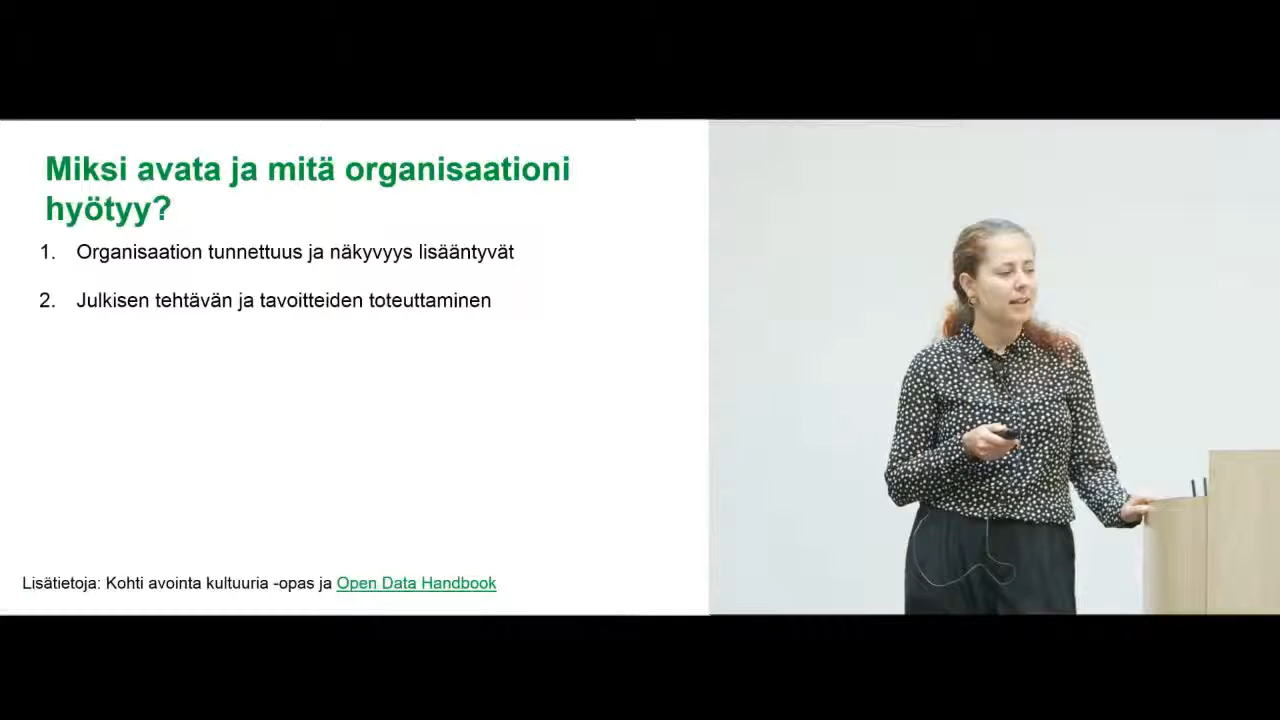 Miksi avata ja mitä organisaationi
hyötyy?
1. Organisaation tunnettuus ja näkyvyys lisääntyvät
2. Julkisen tehtävän ja tavoitteiden toteuttaminen
Lisätietoja: Kohti avointa kultuuria -opas ja Open Data Handbook